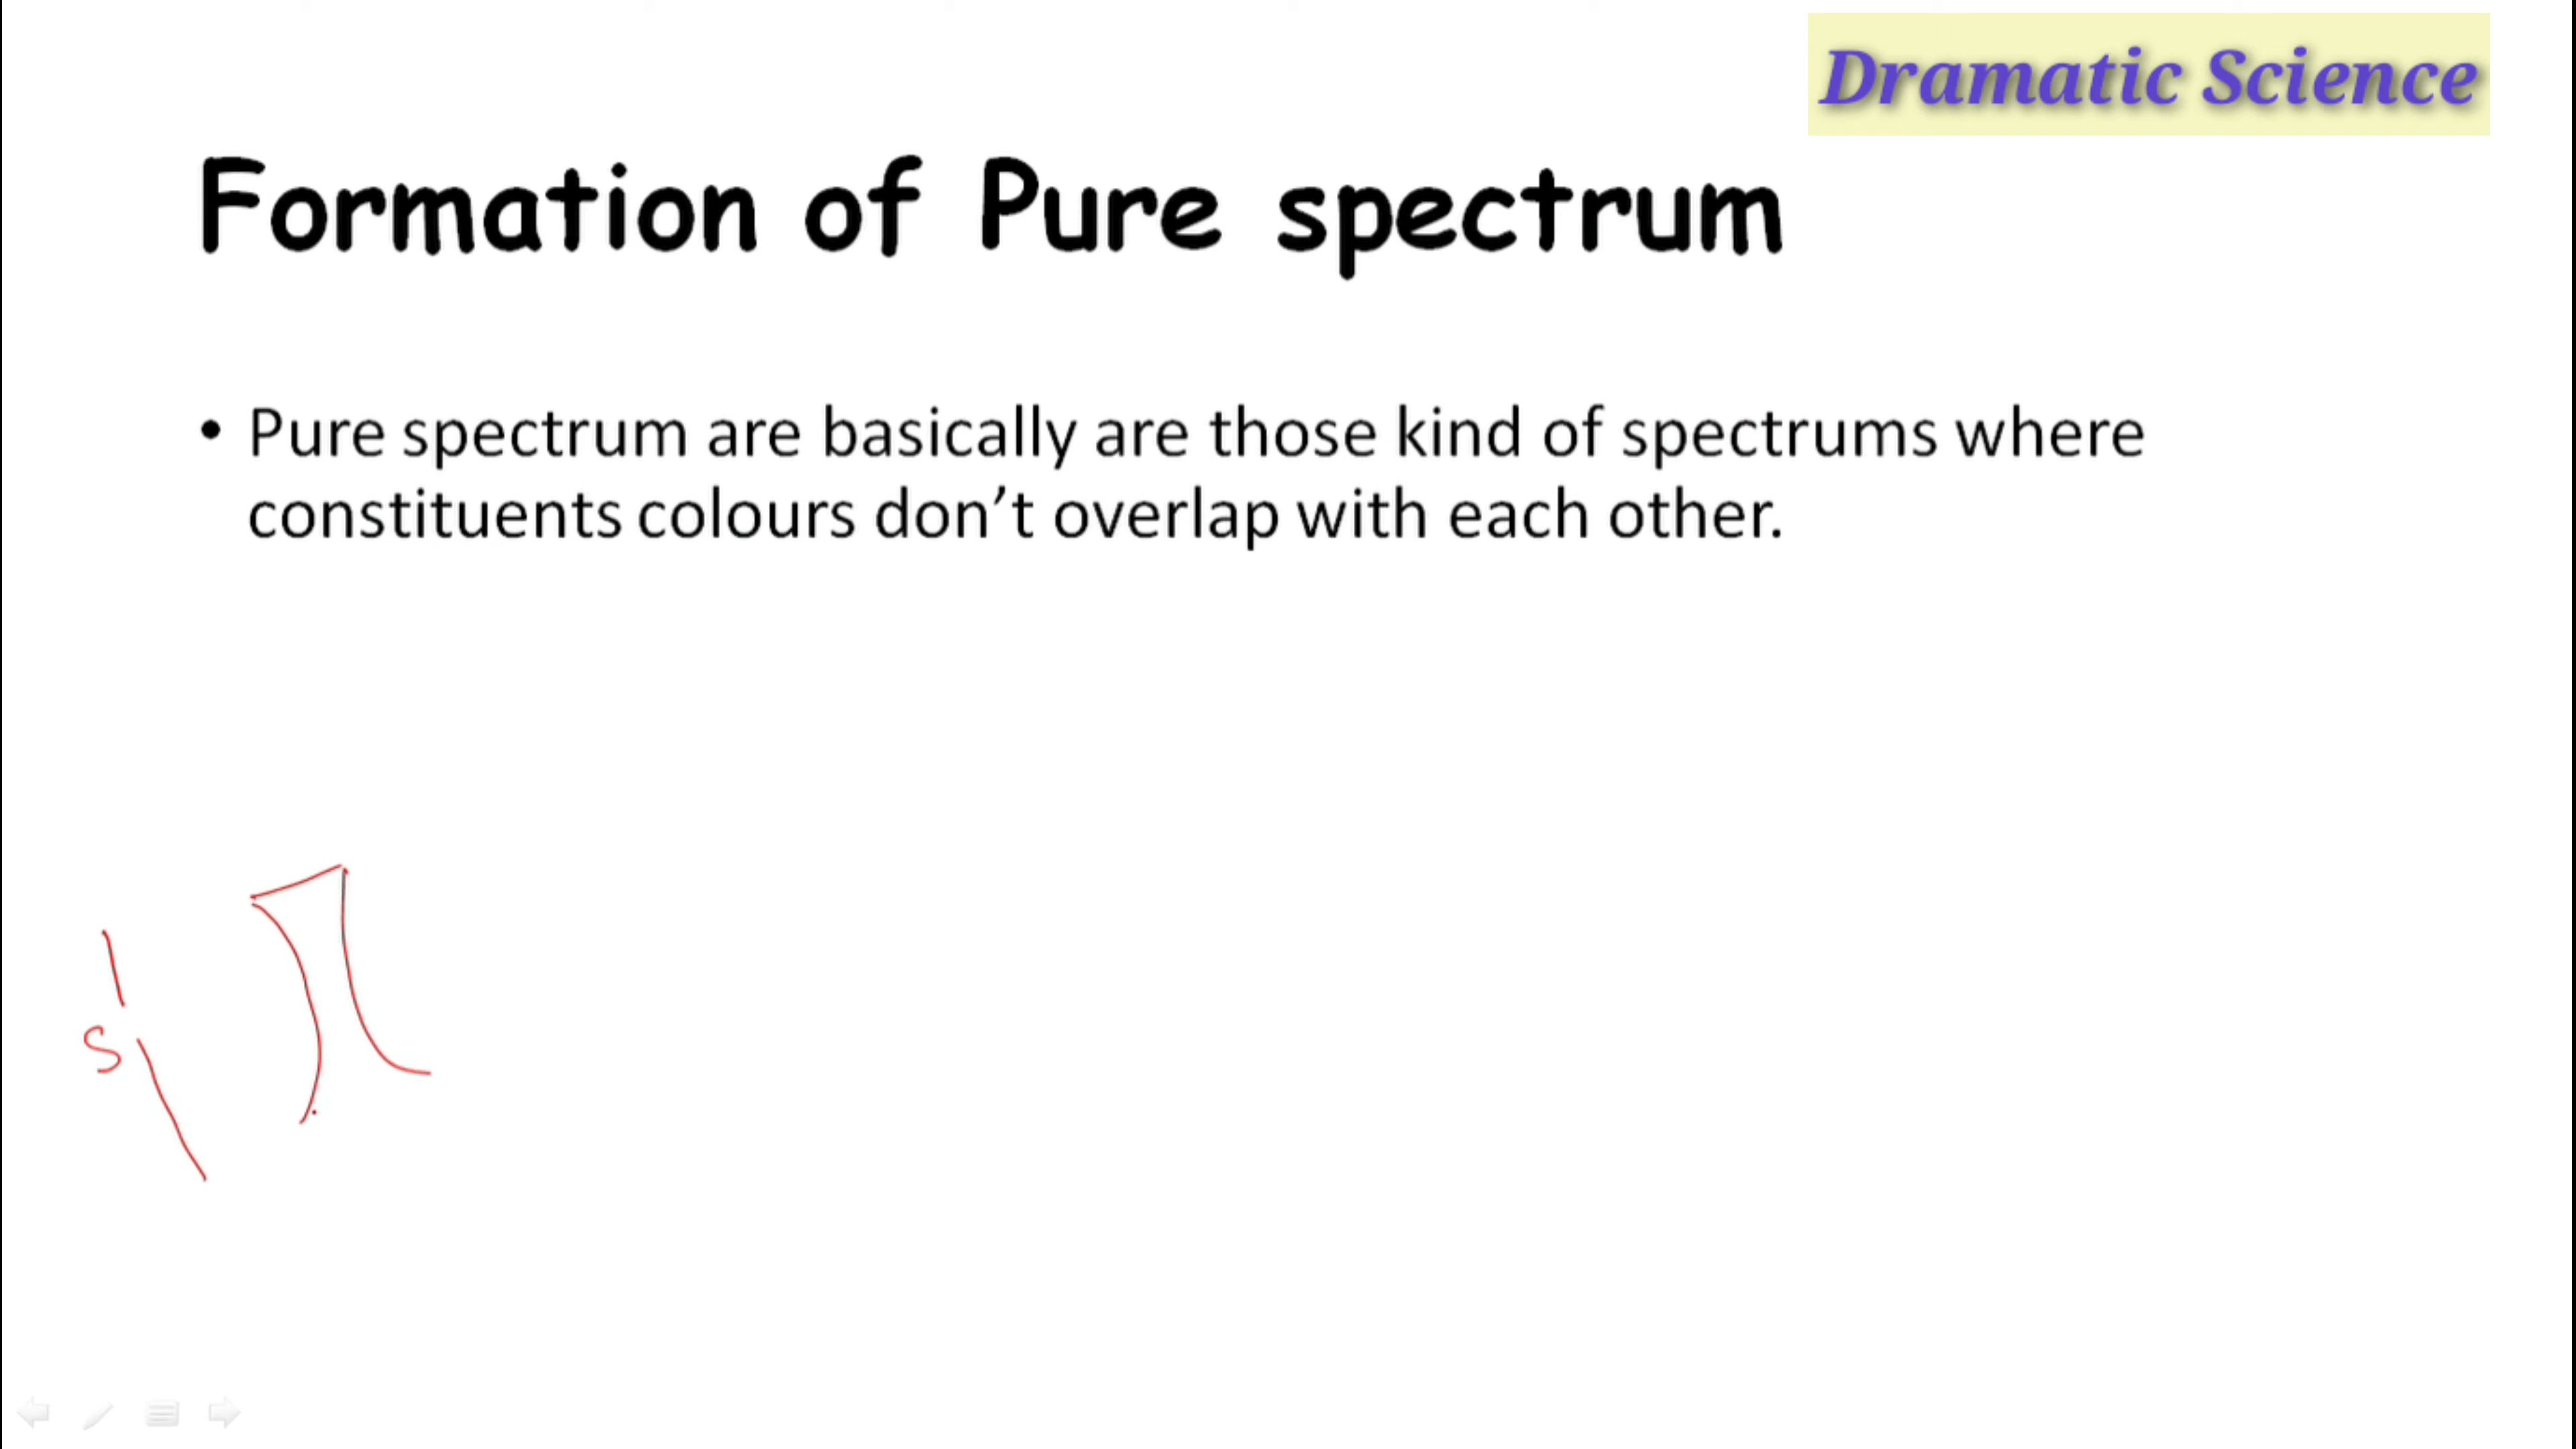 Dramatic Science
Formation of Pure spectrum
• Pure spectrum are basically are those kind of spectrums where
constituents colours don’t overlap with each other.
S